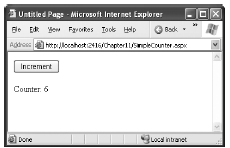 Untitled Page - Microsoft Internet Explorer
File Edit View Favorites Tools Help Back »
Address http://localhost:2416/Chapter11/SimpleCounter.aspx
Increment
Counter: 6
Done Local intranet